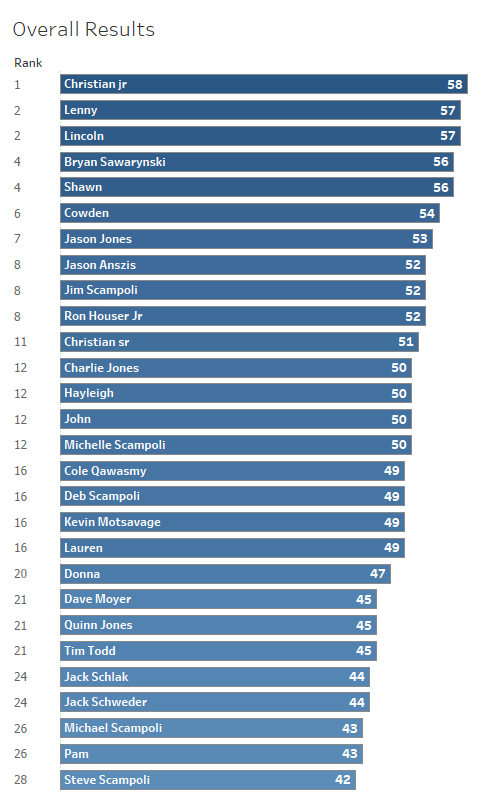 Overall Results
Rank
1 Christian jr 58
2 Lenny 57
2 Lincoln 57
4 Bryan Sawarynski 56
4 Shawn 56
6 Cowden 54
7 Jason Jones 53
8 Jason Anszis 52
8 Jim Scampoli 52
8 Ron Houser Jr 52
11 Christian sr 51
12 Charlie Jones 50
12 Hayleigh 50
12 John 50
12 Michelle Scampoli 50
16 Cole Qawasmy 49
16 Deb Scampoli 49
16 Kevin Motsavage 49
16 Lauren 49
20 Donna 47
21 Dave Moyer 45
21 Quinn Jones 45
21 Tim Todd 45
24 Jack Schlak 44
24 Jack Schweder 44
26 Michael Scampoli 43
26 Pam 43
28 Steve Scampoli 42